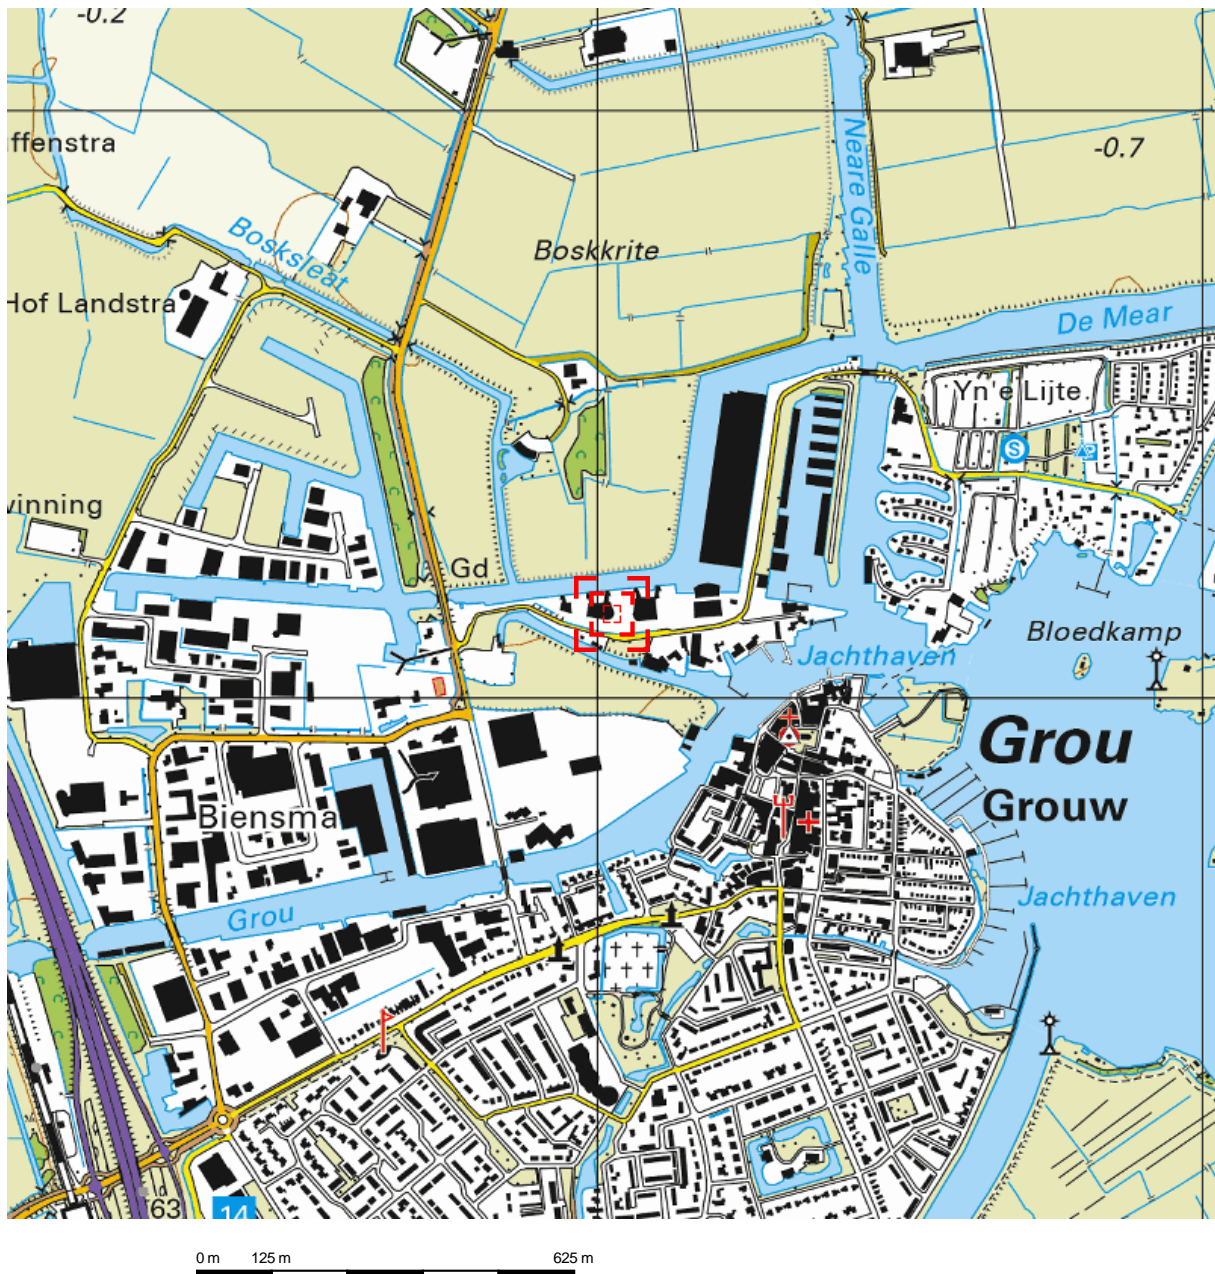 -0.2
ffenstra
Neare Galle
-0.7
Boskkrite
Bosksleat
Hof Landstra
De Mear
Yn'e Lijte
S
winning
Gd
Bloedkamp
Jachthaven
Grou
Grouw
Biensma
Jachthaven
Grou
63
14
0 m 125 m 625 m